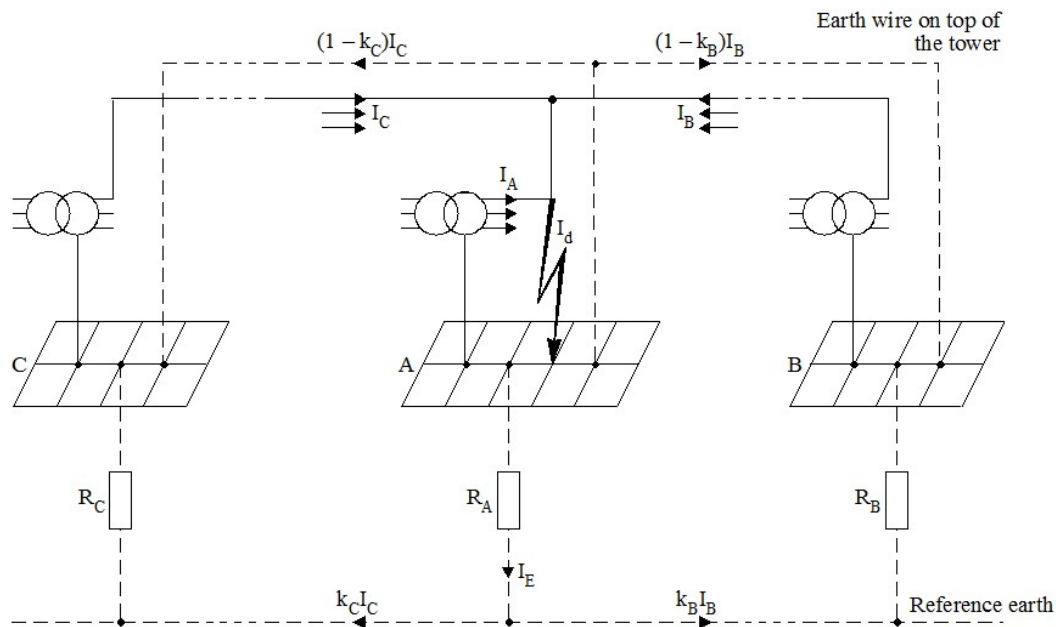 Earth wire on top of
the tower
(1 – k_C)I_C
(1 – k_B)I_B
I_C
I_B
I_A
I_d
C
A
B
R_C
R_A
R_B
I_E
k_CI_C
k_BI_B
Reference earth